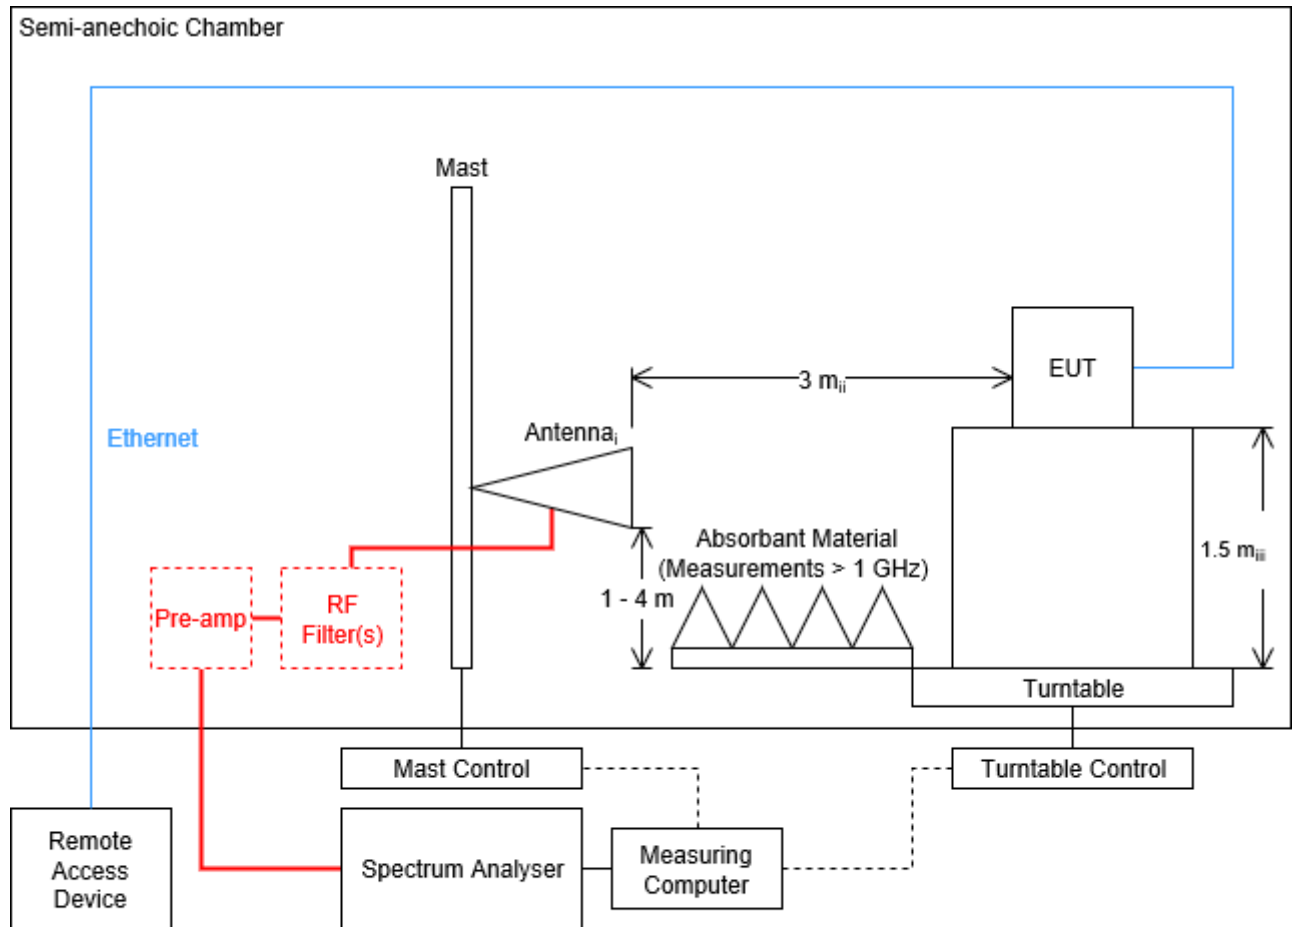 Semi-anechoic Chamber
Mast
EUT
3 mii
Antennai
Ethernet
Absorbant Material
(Measurements > 1 GHz)
1.5 miii
1 - 4 m
Pre-amp
RF
Filter(s)
Turntable
Mast Control
Turntable Control
Remote
Access
Device
Spectrum Analyser
Measuring
Computer